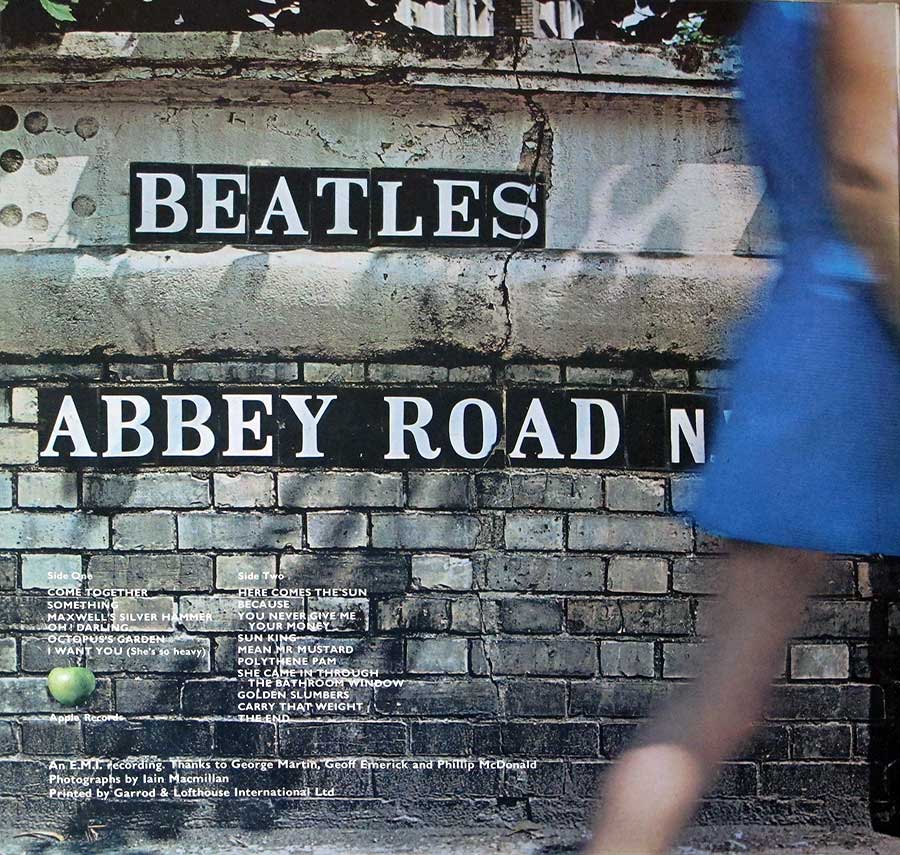 BEATLES
ABBEY ROAD N
Side One
COME TOGETHER
SOMETHING
MAXWELL'S SILVER HAMMER
OH! DARLING
OCTOPUS'S GARDEN
I WANT YOU (She's so heavy)
Apple Records
Side Two
HERE COMES THE SUN
BECAUSE
YOU NEVER GIVE ME
YOUR MONEY
SUN KING
MEAN MR MUSTARD
POLYTHENE PAM
SHE CAME IN THROUGH
THE BATHROOM WINDOW
GOLDEN SLUMBERS
CARRY THAT WEIGHT
THE END
An E.M.I. recording. Thanks to George Martin, Geoff Emerick and Phillip McDonald
Photographs by Iain Macmillan
Printed by Garrod & Lofthouse International Ltd